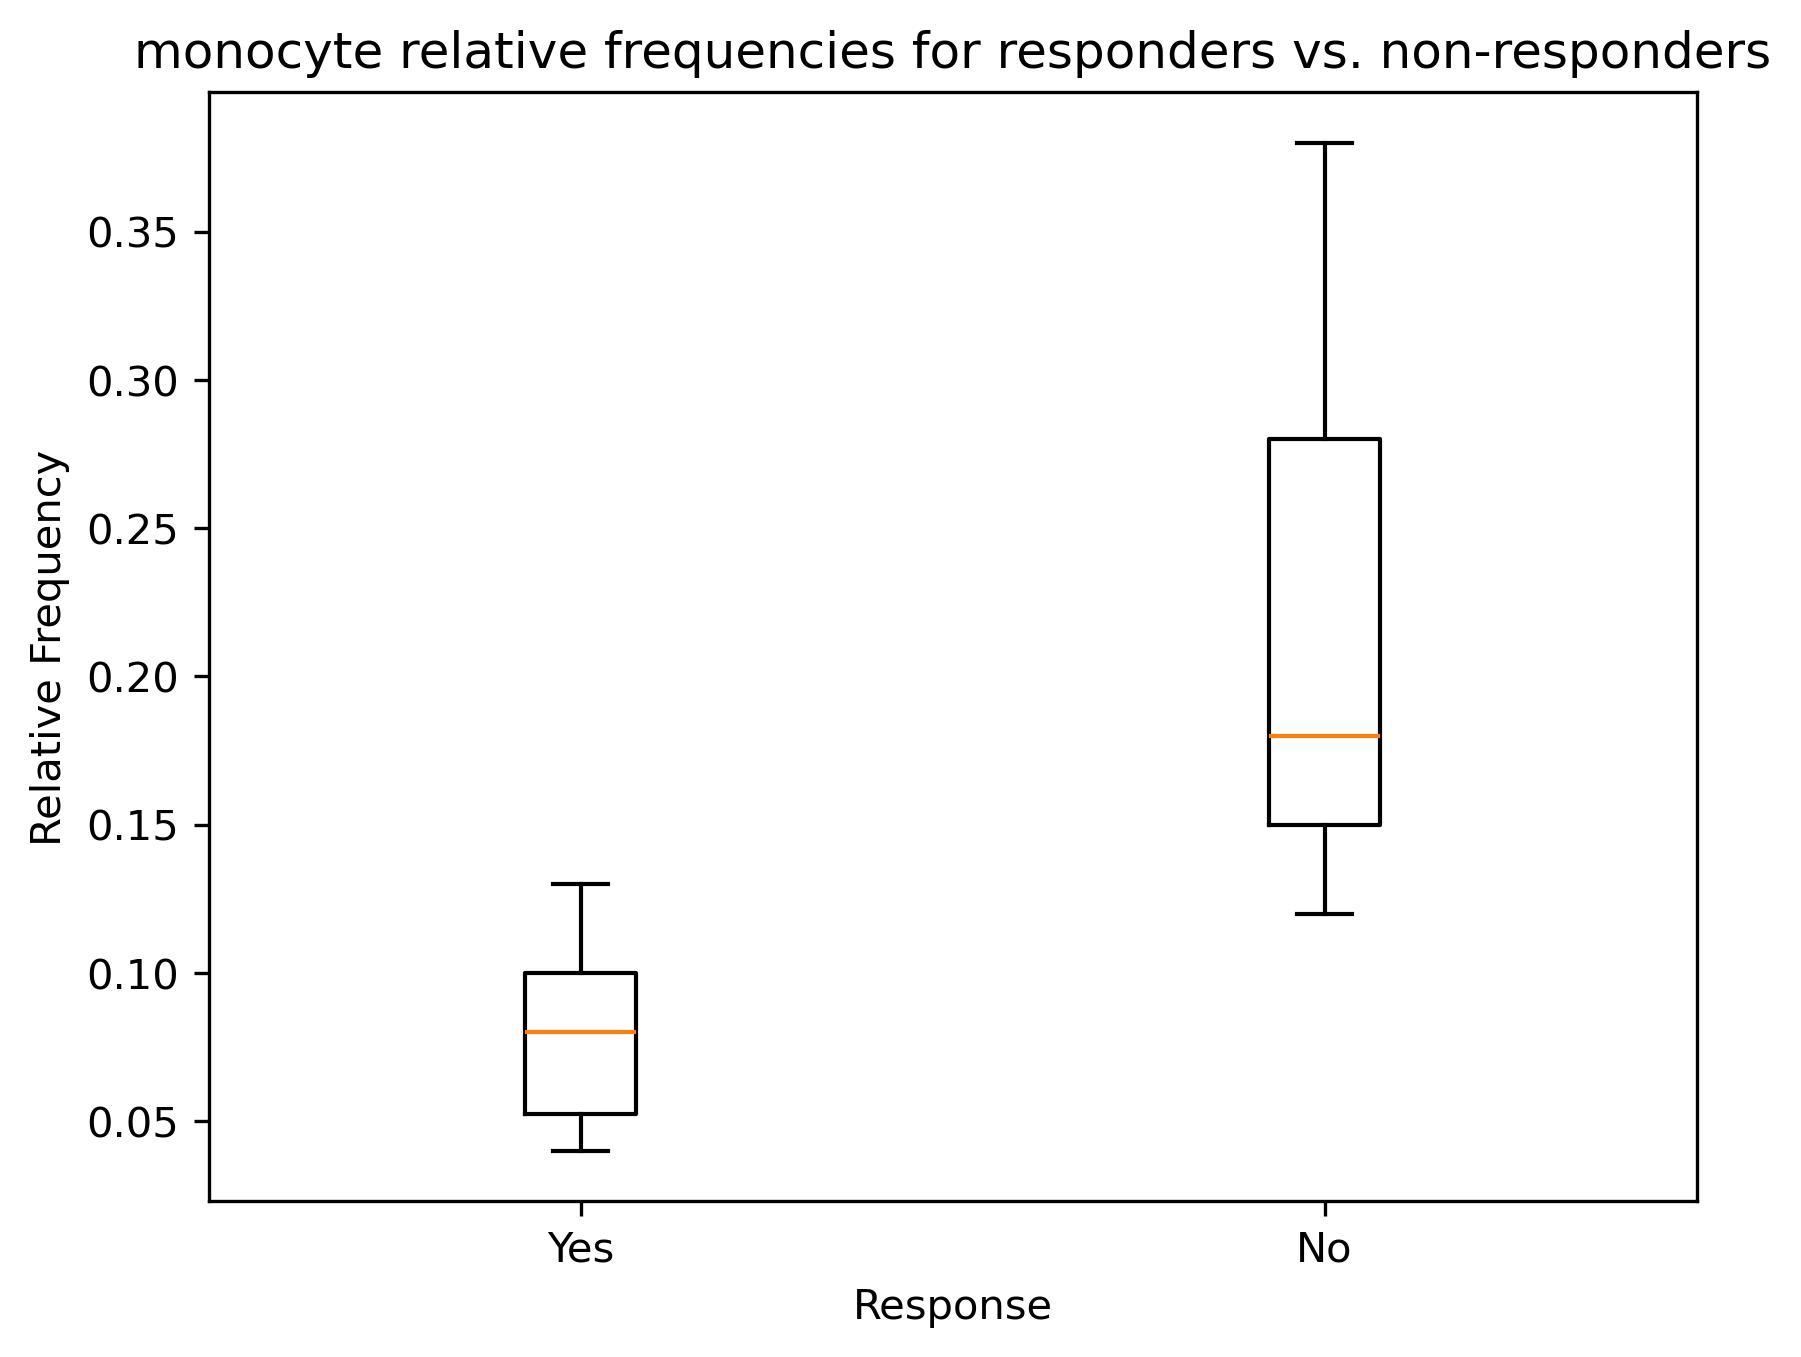 monocyte relative frequencies for responders vs. non-responders
Relative Frequency
0.35
0.30
0.25
0.20
0.15
0.10
0.05
Yes
No
Response